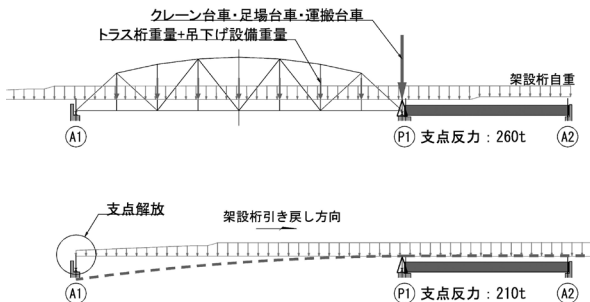 クレーン台車・足場台車・運搬台車
トラス桁重量+吊下げ設備重量
架設桁自重
A1
P1 支点反力：260t
A2
支点解放
架設桁引き戻し方向
A1
P1 支点反力：210t
A2